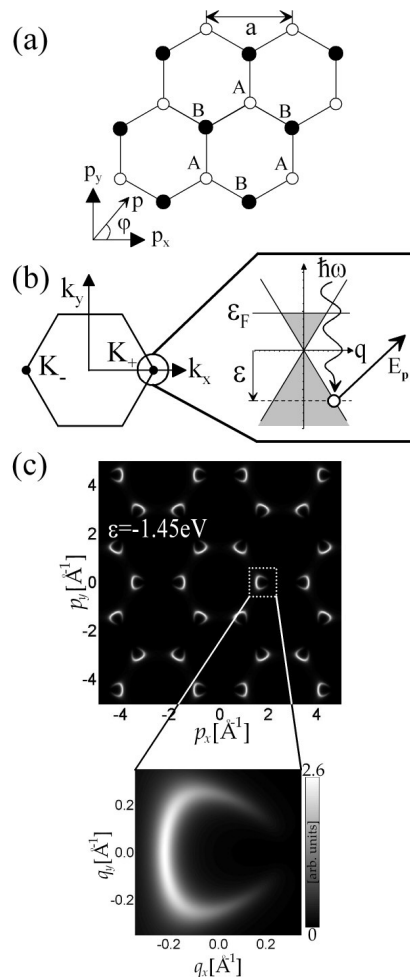 (a)
a
A
B
B
A
A
B
p_y
p
φ
p_x
(b)
k_y
K_-
K_+
k_x
ħω
ε_F
q
ε
E_p
(c)
ε=-1.45eV
p_y[Å⁻¹]
4
2
0
-2
-4
-4 -2 0 2 4
p_x[Å⁻¹]
q_y[Å⁻¹]
0.2
0.0
-0.2
-0.2 0.0 0.2
q_x[Å⁻¹]
2.6
[arb. units]
0